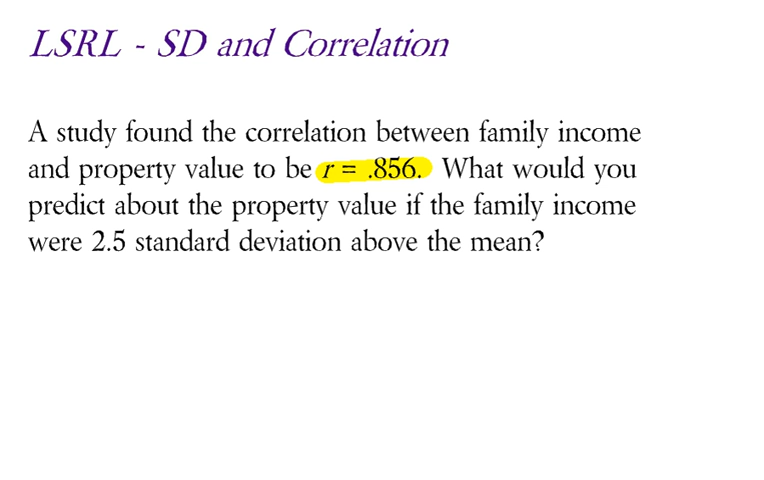 LSRL - SD and Correlation
A study found the correlation between family income
and property value to be r = .856. What would you
predict about the property value if the family income
were 2.5 standard deviation above the mean?